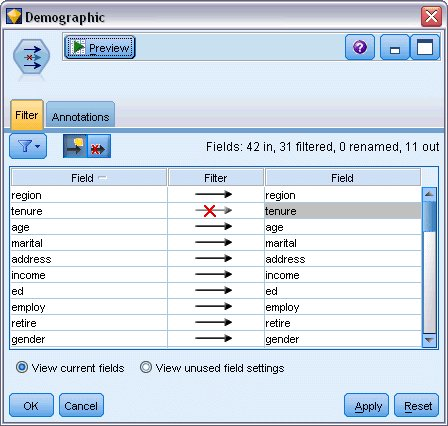 Demographic
Preview
Filter Annotations
Fields: 42 in, 31 filtered, 0 renamed, 11 out
Field Filter Field
region region
tenure tenure
age age
marital marital
address address
income income
ed ed
employ employ
retire retire
gender gender
View current fields View unused field settings
OK Cancel Apply Reset